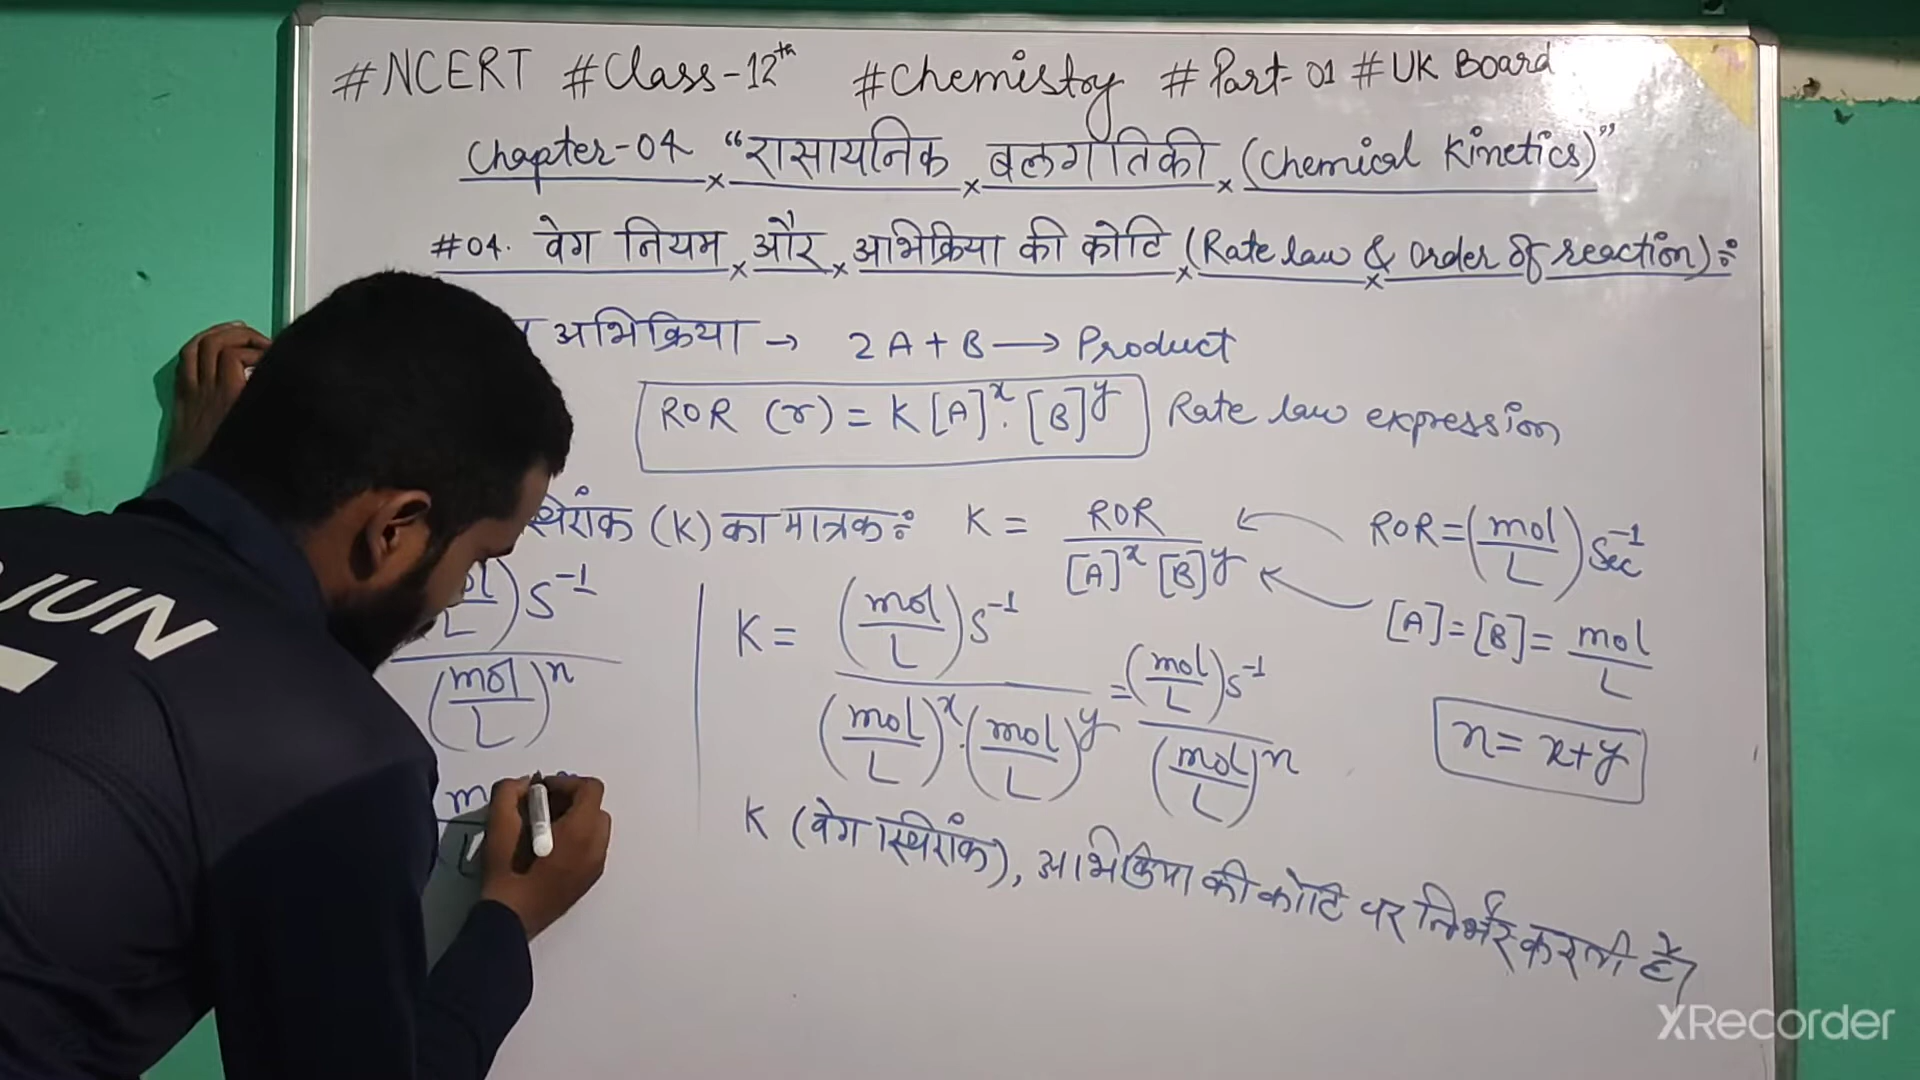 #NCERT #Class-12th #Chemistry #Part-01 #UK Board
Chapter-04 "रासायनिक बलगतिकी (Chemical Kinetics)"
#04. वेग नियम और अभिक्रिया की कोटि (Rate law & Order of reaction):
अभिक्रिया → 2A + B → Product
ROR (r) = K[A]^x . [B]^y Rate law expression
स्थिरांक (K) का मात्रक: K = ROR / [A]^x [B]^y
ROR = (mol/L) Sec^-1
[A] = [B] = mol/L
n = x+y
L) S^-1 / (mol/L)^n
K = (mol/L) S^-1 / (mol/L)^x . (mol/L)^y = (mol/L) S^-1 / (mol/L)^n
K (वेग स्थिरांक), अभिक्रिया की कोटि पर निर्भर करती है।
JUN
XRecorder